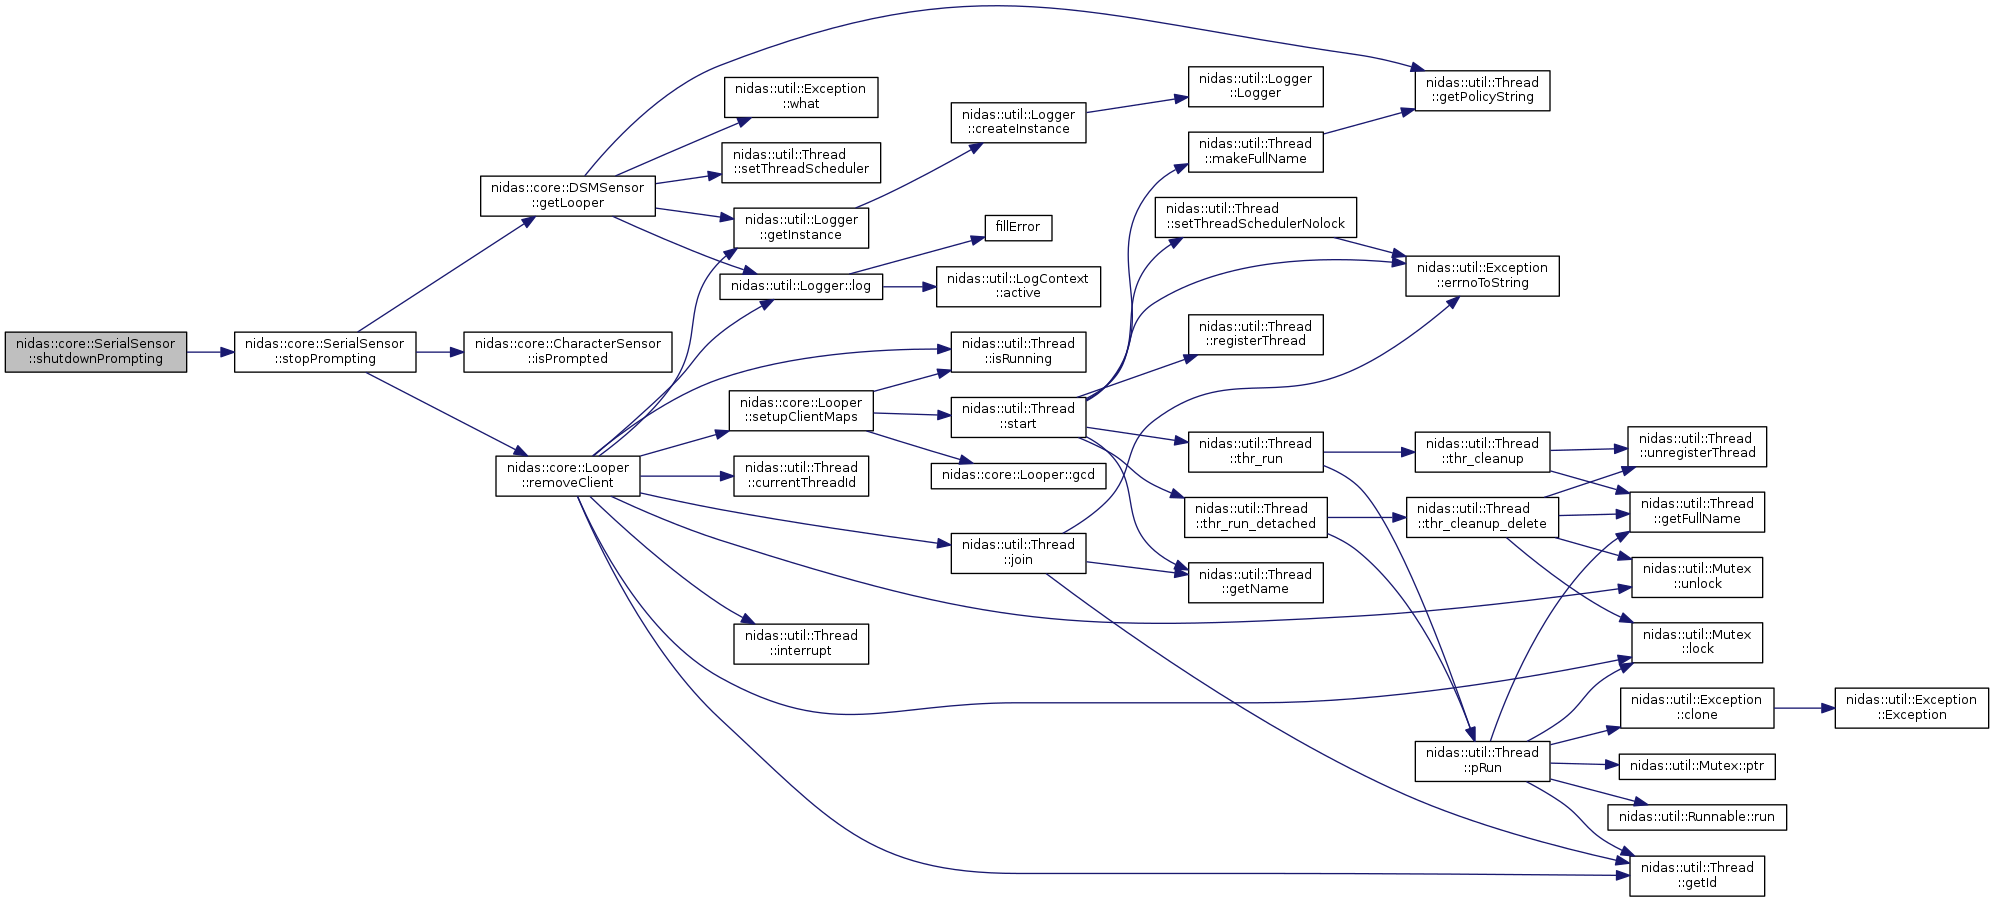 nidas::core::SerialSensor
::shutdownPrompting
nidas::core::SerialSensor
::stopPrompting
nidas::core::DSMSensor
::getLooper
nidas::core::CharacterSensor
::isPrompted
nidas::core::Looper
::removeClient
nidas::util::Exception
::what
nidas::util::Thread
::setThreadScheduler
nidas::util::Logger
::getInstance
nidas::util::Logger::log
nidas::core::Looper
::setupClientMaps
nidas::util::Thread
::currentThreadId
nidas::util::Thread
::interrupt
nidas::util::Logger
::createInstance
fillError
nidas::util::LogContext
::active
nidas::util::Thread
::isRunning
nidas::util::Thread
::start
nidas::core::Looper::gcd
nidas::util::Thread
::join
nidas::util::Logger
::Logger
nidas::util::Thread
::makeFullName
nidas::util::Thread
::setThreadSchedulerNolock
nidas::util::Thread
::registerThread
nidas::util::Thread
::thr_run
nidas::util::Thread
::thr_run_detached
nidas::util::Thread
::getName
nidas::util::Thread
::getPolicyString
nidas::util::Exception
::errnoToString
nidas::util::Thread
::thr_cleanup
nidas::util::Thread
::thr_cleanup_delete
nidas::util::Thread
::pRun
nidas::util::Thread
::unregisterThread
nidas::util::Thread
::getFullName
nidas::util::Mutex
::unlock
nidas::util::Mutex
::lock
nidas::util::Exception
::clone
nidas::util::Mutex::ptr
nidas::util::Runnable::run
nidas::util::Thread
::getId
nidas::util::Exception
::Exception